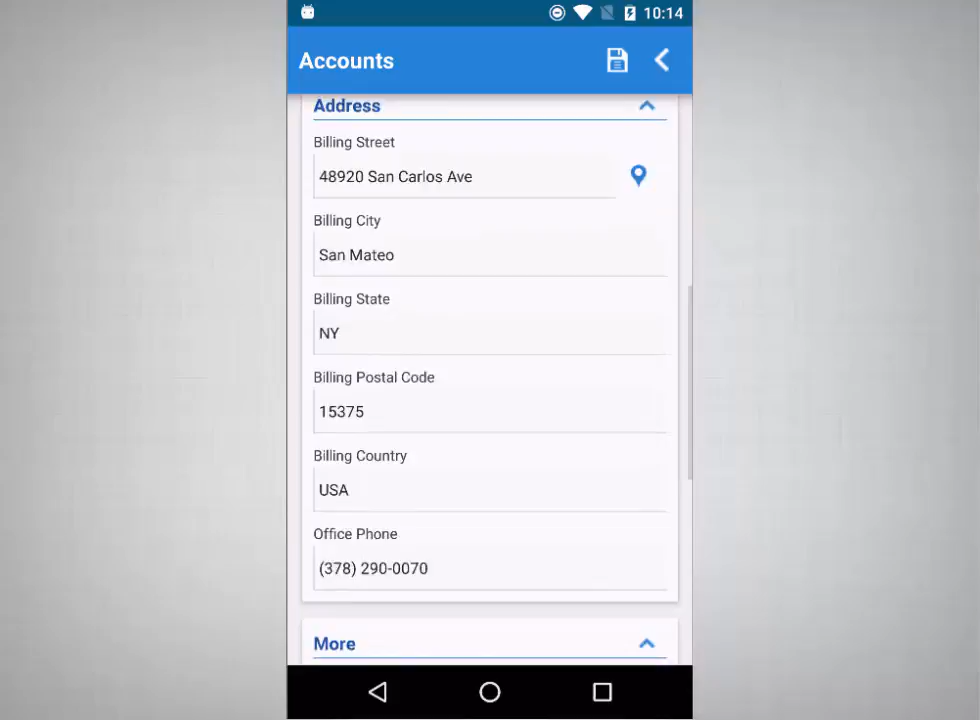 10:14
Accounts
Address
Billing Street
48920 San Carlos Ave
Billing City
San Mateo
Billing State
NY
Billing Postal Code
15375
Billing Country
USA
Office Phone
(378) 290-0070
More